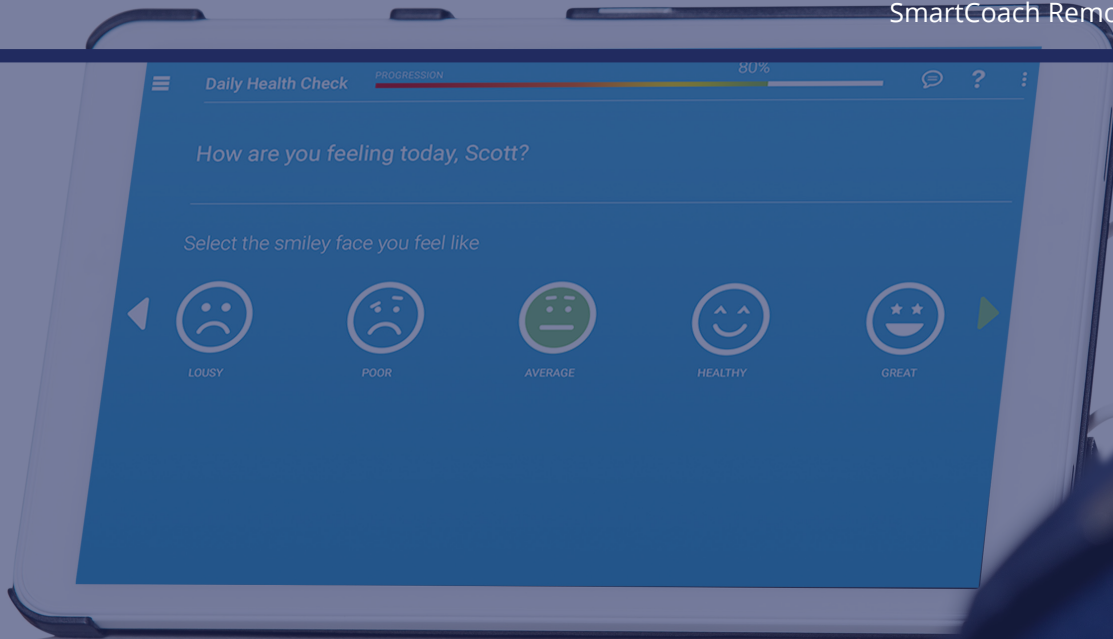 SmartCoach Remo
80%
Daily Health Check
PROGRESSION
?
How are you feeling today, Scott?
Select the smiley face you feel like
LOUSY
POOR
AVERAGE
HEALTHY
GREAT